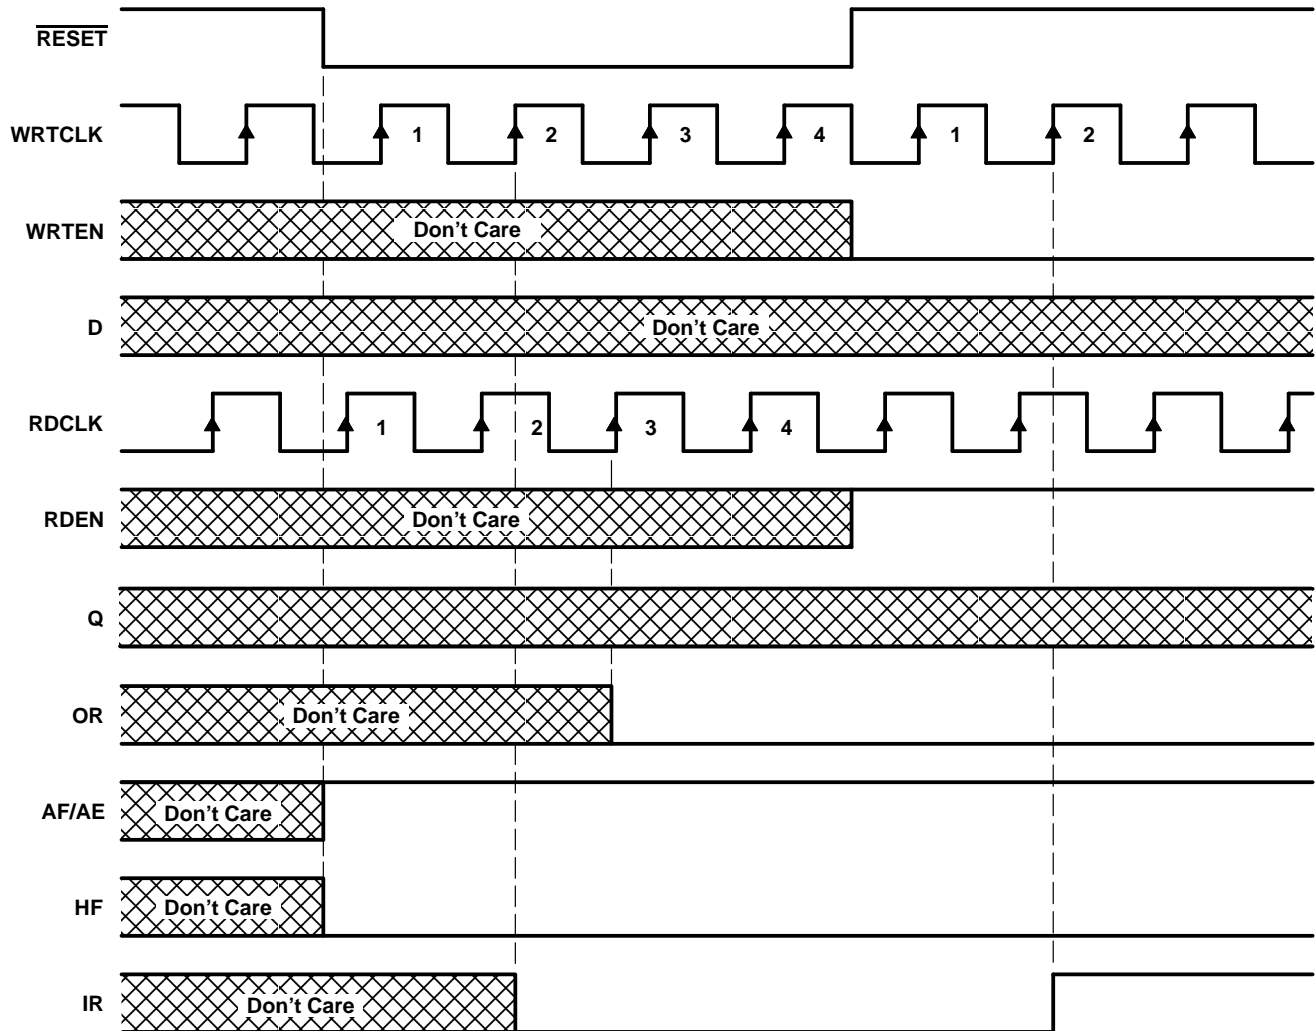 RESET
WRTCLK 1 2 3 4 1 2
WRTEN Don't Care
D Don't Care
RDCLK 1 2 3 4
RDEN Don't Care
Q
OR Don't Care
AF/AE Don't Care
HF Don't Care
IR Don't Care